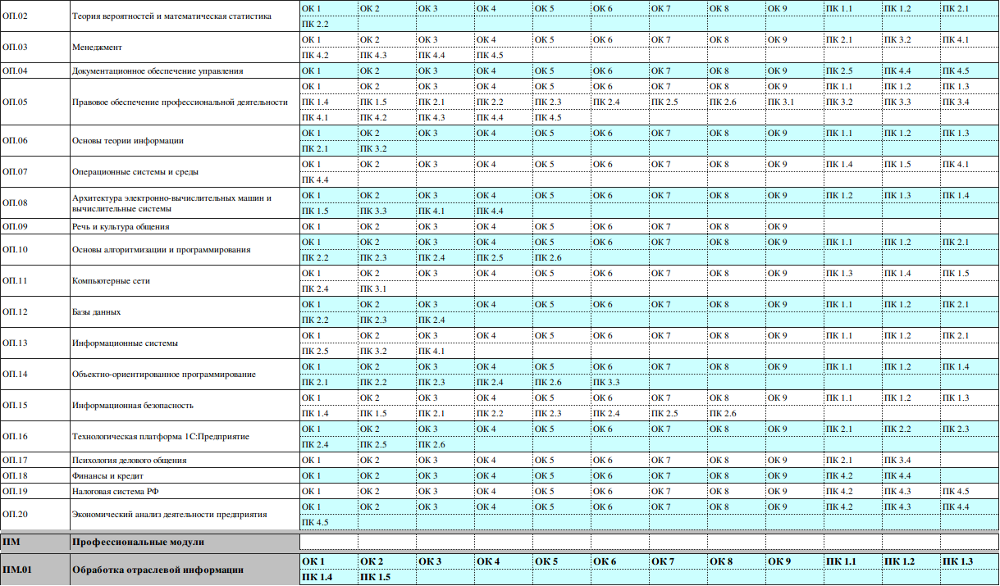 ОП.02 Теория вероятностей и математическая статистика ОК 1 ОК 2 ОК 3 ОК 4 ОК 5 ОК 6 ОК 7 ОК 8 ОК 9 ПК 1.1 ПК 1.2 ПК 2.1
ПК 2.2
ОП.03 Менеджмент ОК 1 ОК 2 ОК 3 ОК 4 ОК 5 ОК 6 ОК 7 ОК 8 ОК 9 ПК 2.1 ПК 3.2 ПК 4.1
ПК 4.2 ПК 4.3 ПК 4.4 ПК 4.5
ОП.04 Документационное обеспечение управления ОК 1 ОК 2 ОК 3 ОК 4 ОК 5 ОК 6 ОК 7 ОК 8 ОК 9 ПК 2.5 ПК 4.4 ПК 4.5
ОП.05 Правовое обеспечение профессиональной деятельности ОК 1 ОК 2 ОК 3 ОК 4 ОК 5 ОК 6 ОК 7 ОК 8 ОК 9 ПК 1.1 ПК 1.2 ПК 1.3
ПК 1.4 ПК 1.5 ПК 2.1 ПК 2.2 ПК 2.3 ПК 2.4 ПК 2.5 ПК 2.6 ПК 3.1 ПК 3.2 ПК 3.3 ПК 3.4
ПК 4.1 ПК 4.2 ПК 4.3 ПК 4.4 ПК 4.5
ОП.06 Основы теории информации ОК 1 ОК 2 ОК 3 ОК 4 ОК 5 ОК 6 ОК 7 ОК 8 ОК 9 ПК 1.1 ПК 1.2 ПК 1.3
ПК 2.1 ПК 3.2
ОП.07 Операционные системы и среды ОК 1 ОК 2 ОК 3 ОК 4 ОК 5 ОК 6 ОК 7 ОК 8 ОК 9 ПК 1.4 ПК 1.5 ПК 4.1
ПК 4.4
ОП.08 Архитектура электронно-вычислительных машин и ОК 1 ОК 2 ОК 3 ОК 4 ОК 5 ОК 6 ОК 7 ОК 8 ОК 9 ПК 1.2 ПК 1.3 ПК 1.4
вычислительные системы ПК 1.5 ПК 3.3 ПК 4.1 ПК 4.4
ОП.09 Речь и культура общения ОК 1 ОК 2 ОК 3 ОК 4 ОК 5 ОК 6 ОК 7 ОК 8 ОК 9
ОП.10 Основы алгоритмизации и программирования ОК 1 ОК 2 ОК 3 ОК 4 ОК 5 ОК 6 ОК 7 ОК 8 ОК 9 ПК 1.1 ПК 1.2 ПК 2.1
ПК 2.2 ПК 2.3 ПК 2.4 ПК 2.5 ПК 2.6
ОП.11 Компьютерные сети ОК 1 ОК 2 ОК 3 ОК 4 ОК 5 ОК 6 ОК 7 ОК 8 ОК 9 ПК 1.3 ПК 1.4 ПК 1.5
ПК 2.4 ПК 3.1
ОП.12 Базы данных ОК 1 ОК 2 ОК 3 ОК 4 ОК 5 ОК 6 ОК 7 ОК 8 ОК 9 ПК 1.1 ПК 1.2 ПК 2.1
ПК 2.2 ПК 2.3 ПК 2.4
ОП.13 Информационные системы ОК 1 ОК 2 ОК 3 ОК 4 ОК 5 ОК 6 ОК 7 ОК 8 ОК 9 ПК 1.1 ПК 1.2 ПК 2.1
ПК 2.5 ПК 3.2 ПК 4.1
ОП.14 Объектно-ориентированное программирование ОК 1 ОК 2 ОК 3 ОК 4 ОК 5 ОК 6 ОК 7 ОК 8 ОК 9 ПК 1.1 ПК 1.2 ПК 1.4
ПК 2.1 ПК 2.2 ПК 2.3 ПК 2.4 ПК 2.6 ПК 3.3
ОП.15 Информационная безопасность ОК 1 ОК 2 ОК 3 ОК 4 ОК 5 ОК 6 ОК 7 ОК 8 ОК 9 ПК 1.1 ПК 1.2 ПК 1.3
ПК 1.4 ПК 1.5 ПК 2.1 ПК 2.2 ПК 2.3 ПК 2.4 ПК 2.5 ПК 2.6
ОП.16 Технологическая платформа 1С:Предприятие ОК 1 ОК 2 ОК 3 ОК 4 ОК 5 ОК 6 ОК 7 ОК 8 ОК 9 ПК 2.1 ПК 2.2 ПК 2.3
ПК 2.4 ПК 2.5 ПК 2.6
ОП.17 Психология делового общения ОК 1 ОК 2 ОК 3 ОК 4 ОК 5 ОК 6 ОК 7 ОК 8 ОК 9 ПК 2.1 ПК 3.4
ОП.18 Финансы и кредит ОК 1 ОК 2 ОК 3 ОК 4 ОК 5 ОК 6 ОК 7 ОК 8 ОК 9 ПК 4.2 ПК 4.4
ОП.19 Налоговая система РФ ОК 1 ОК 2 ОК 3 ОК 4 ОК 5 ОК 6 ОК 7 ОК 8 ОК 9 ПК 4.2 ПК 4.3 ПК 4.5
ОП.20 Экономический анализ деятельности предприятия ОК 1 ОК 2 ОК 3 ОК 4 ОК 5 ОК 6 ОК 7 ОК 8 ОК 9 ПК 4.2 ПК 4.3 ПК 4.4
ПК 4.5
ПМ Профессиональные модули
ПМ.01 Обработка отраслевой информации ОК 1 ОК 2 ОК 3 ОК 4 ОК 5 ОК 6 ОК 7 ОК 8 ОК 9 ПК 1.1 ПК 1.2 ПК 1.3
ПК 1.4 ПК 1.5